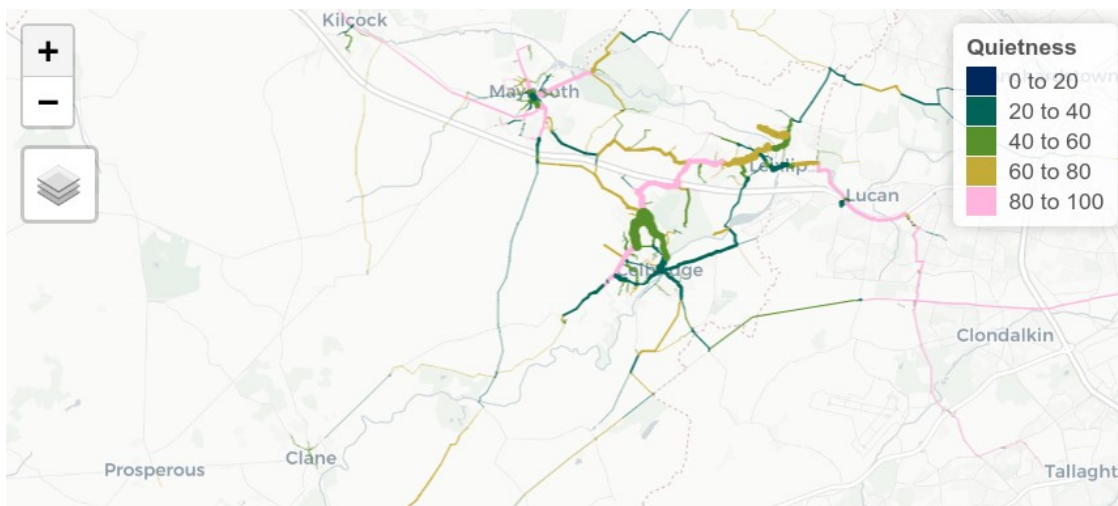 Kilcock
+
−
Maynooth
Leixlip
Lucan
Celbridge
Clondalkin
Prosperous
Clane
Tallaght
Quietness
0 to 20
20 to 40
40 to 60
60 to 80
80 to 100